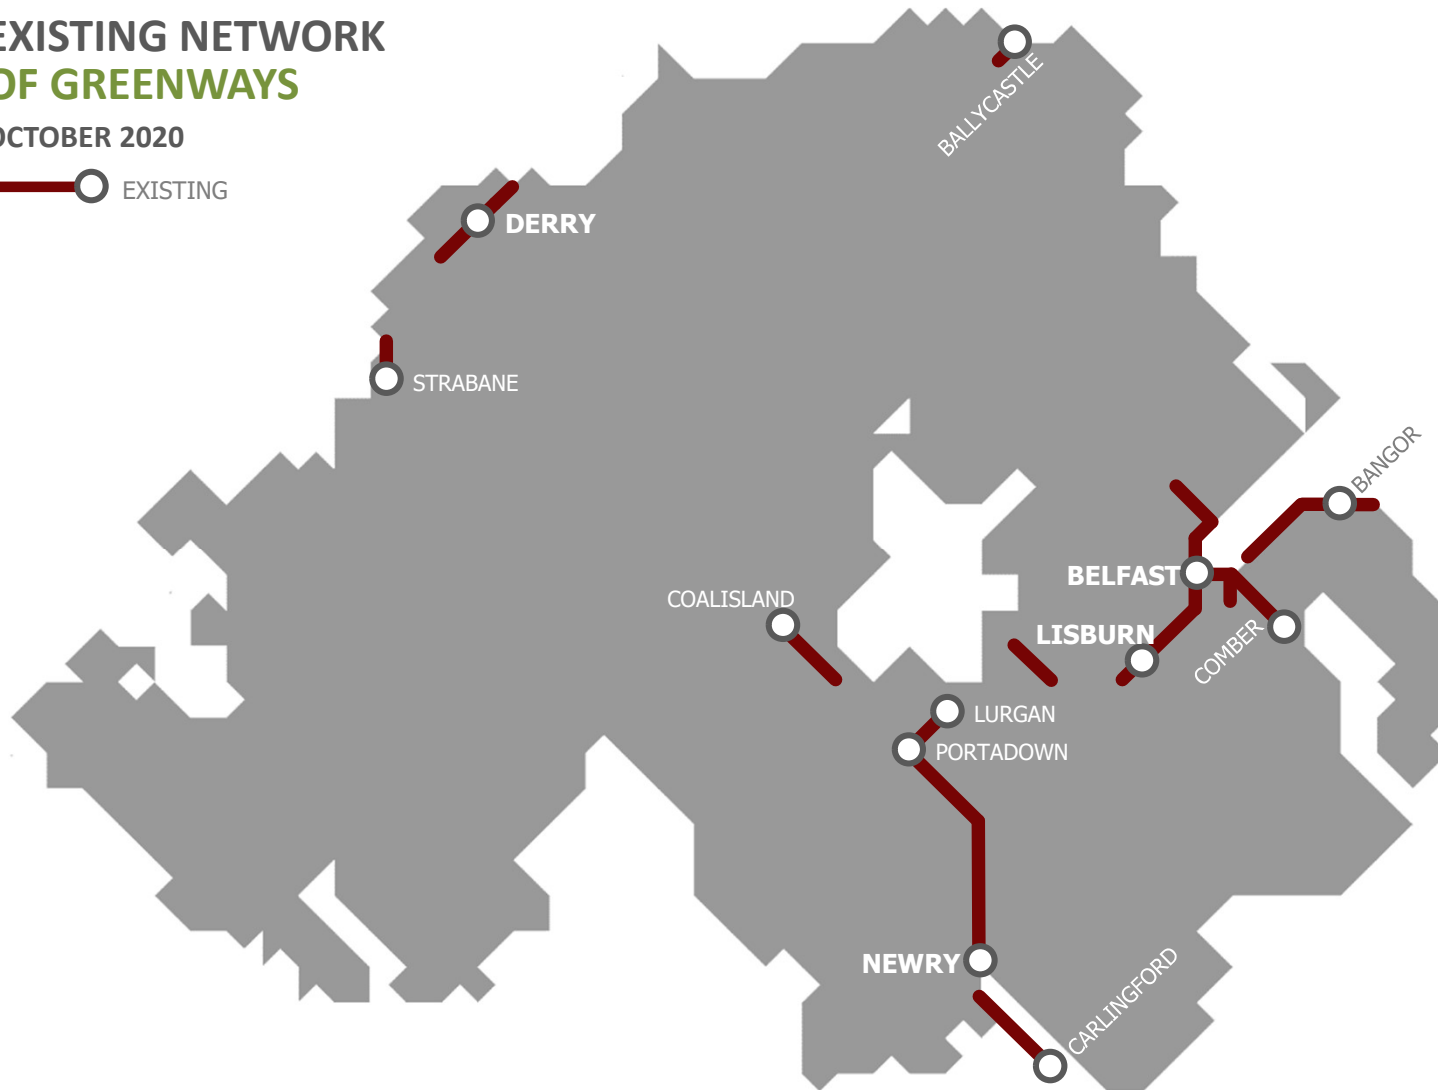 EXISTING NETWORK
OF GREENWAYS
OCTOBER 2020
EXISTING
BALLYCASTLE
DERRY
STRABANE
BANGOR
BELFAST
COALISLAND
LISBURN
COMBER
LURGAN
PORTADOWN
NEWRY
CARLINGFORD